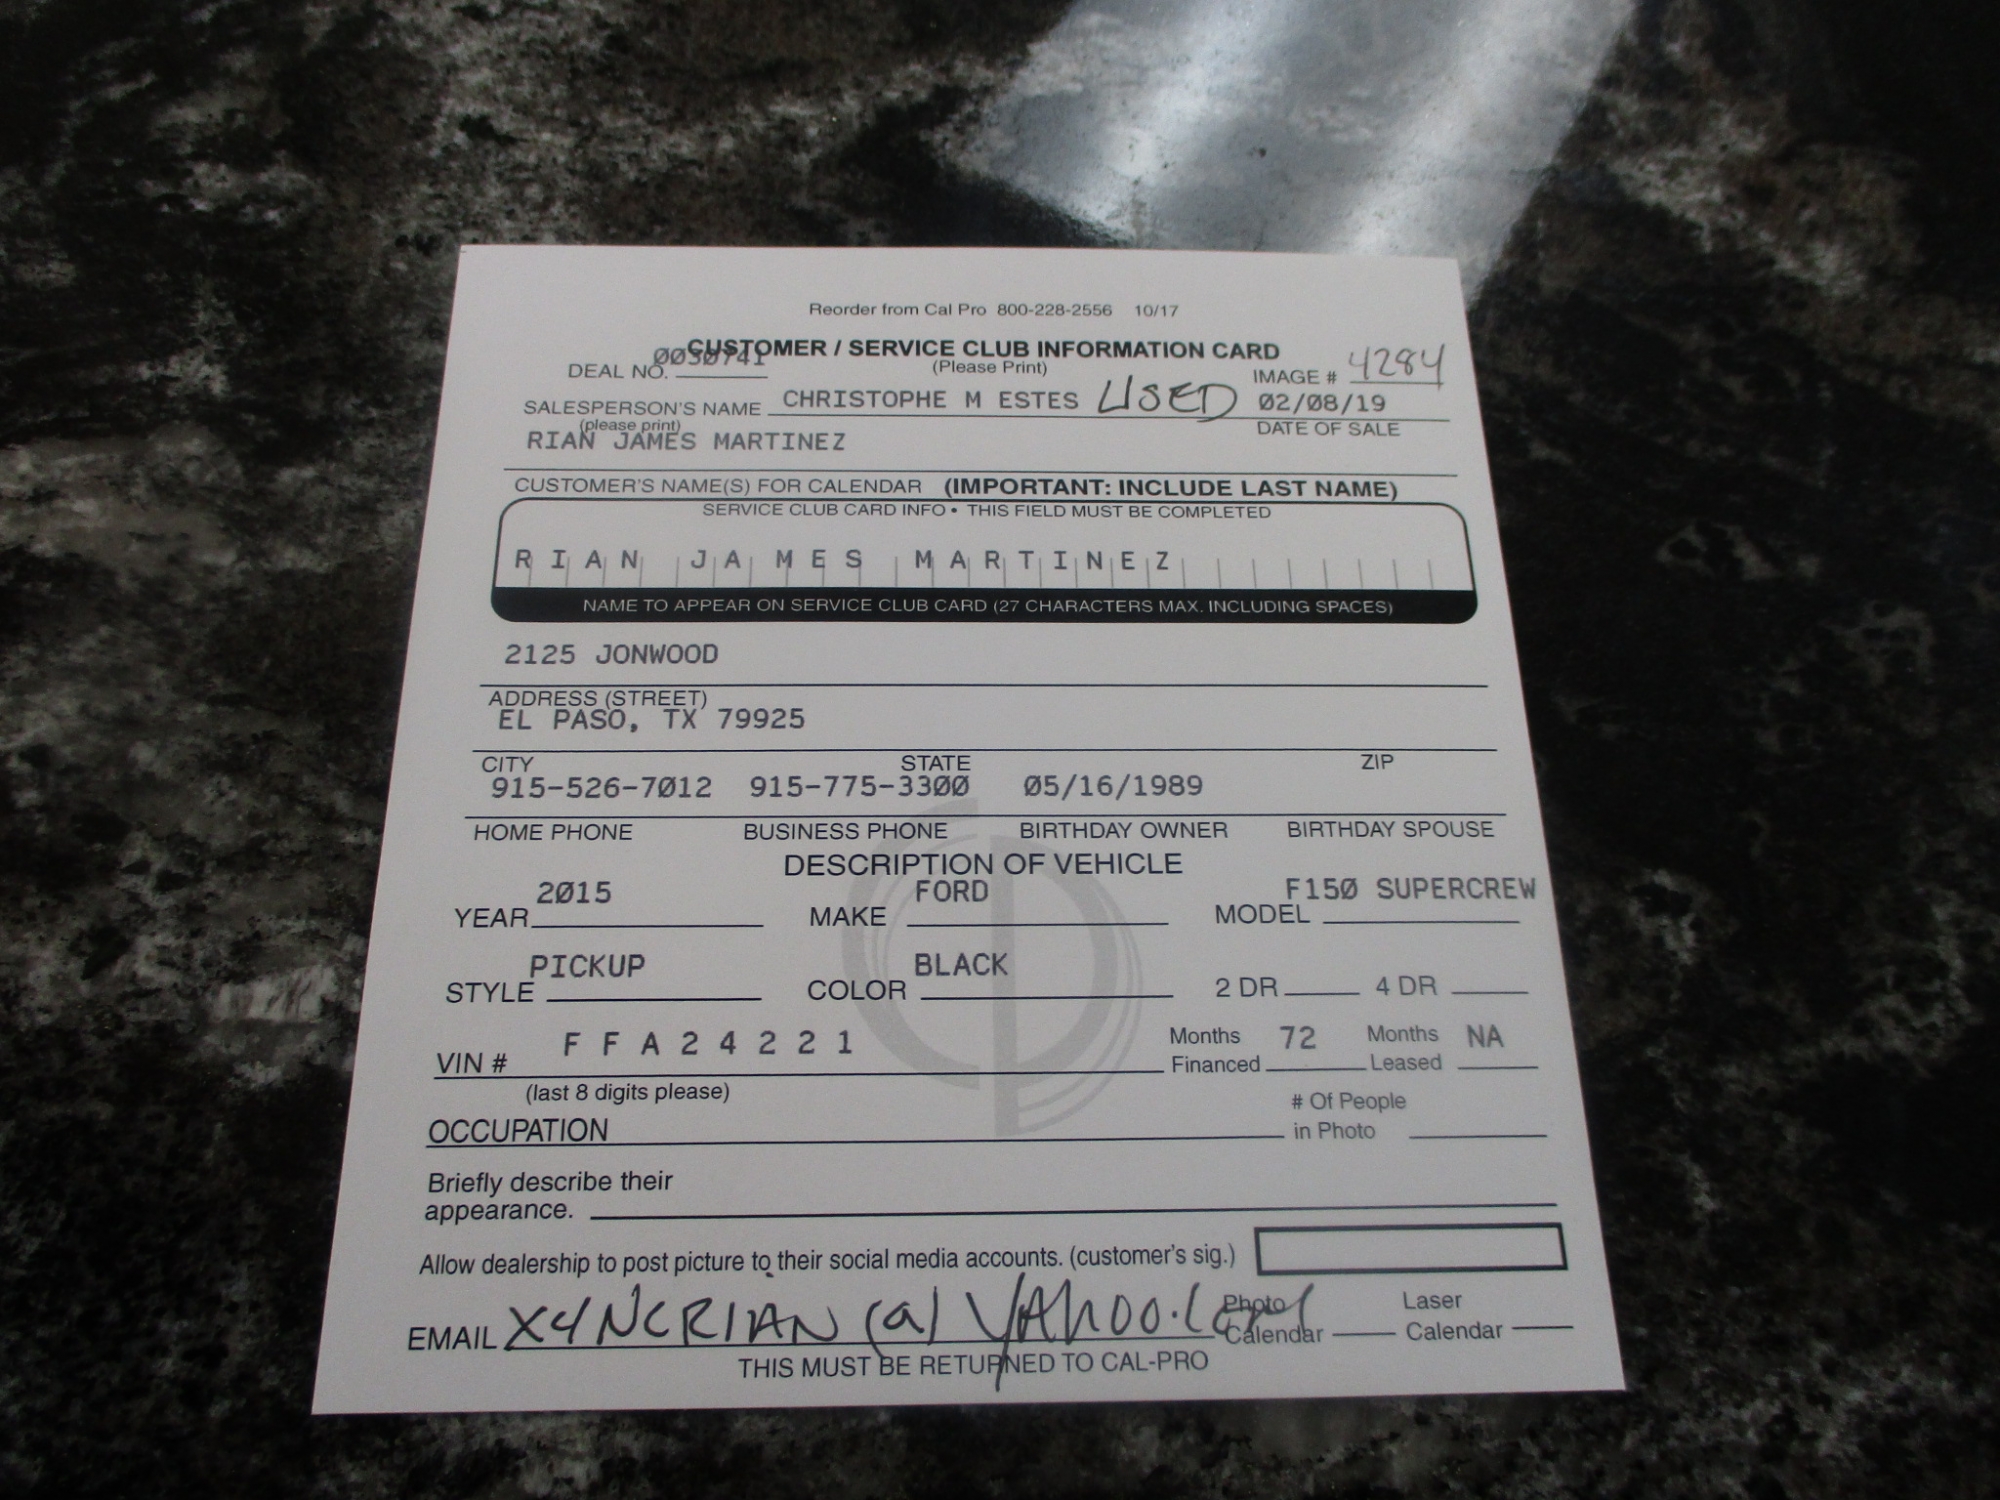 Reorder from Cal Pro 800-228-2556 10/17
CUSTOMER / SERVICE CLUB INFORMATION CARD
(Please Print)
DEAL NO. 0030741
IMAGE # 4284
SALESPERSON'S NAME CHRISTOPHE M ESTES USED 02/08/19
(please print) DATE OF SALE
RIAN JAMES MARTINEZ
CUSTOMER'S NAME(S) FOR CALENDAR (IMPORTANT: INCLUDE LAST NAME)
SERVICE CLUB CARD INFO • THIS FIELD MUST BE COMPLETED
RIAN JAMES MARTINEZ
NAME TO APPEAR ON SERVICE CLUB CARD (27 CHARACTERS MAX. INCLUDING SPACES)
2125 JONWOOD
ADDRESS (STREET)
EL PASO, TX 79925
CITY STATE ZIP
915-526-7012 915-775-3300 05/16/1989
HOME PHONE BUSINESS PHONE BIRTHDAY OWNER BIRTHDAY SPOUSE
DESCRIPTION OF VEHICLE
YEAR 2015 MAKE FORD MODEL F150 SUPERCREW
STYLE PICKUP COLOR BLACK 2 DR 4 DR
VIN # FFA24221 Months Financed 72 Months Leased NA
(last 8 digits please)
OCCUPATION # Of People in Photo
Briefly describe their
appearance.
Allow dealership to post picture to their social media accounts. (customer's sig.)
EMAIL X4NCRIAN@YAHOO.COM Photo Calendar Laser Calendar
THIS MUST BE RETURNED TO CAL-PRO